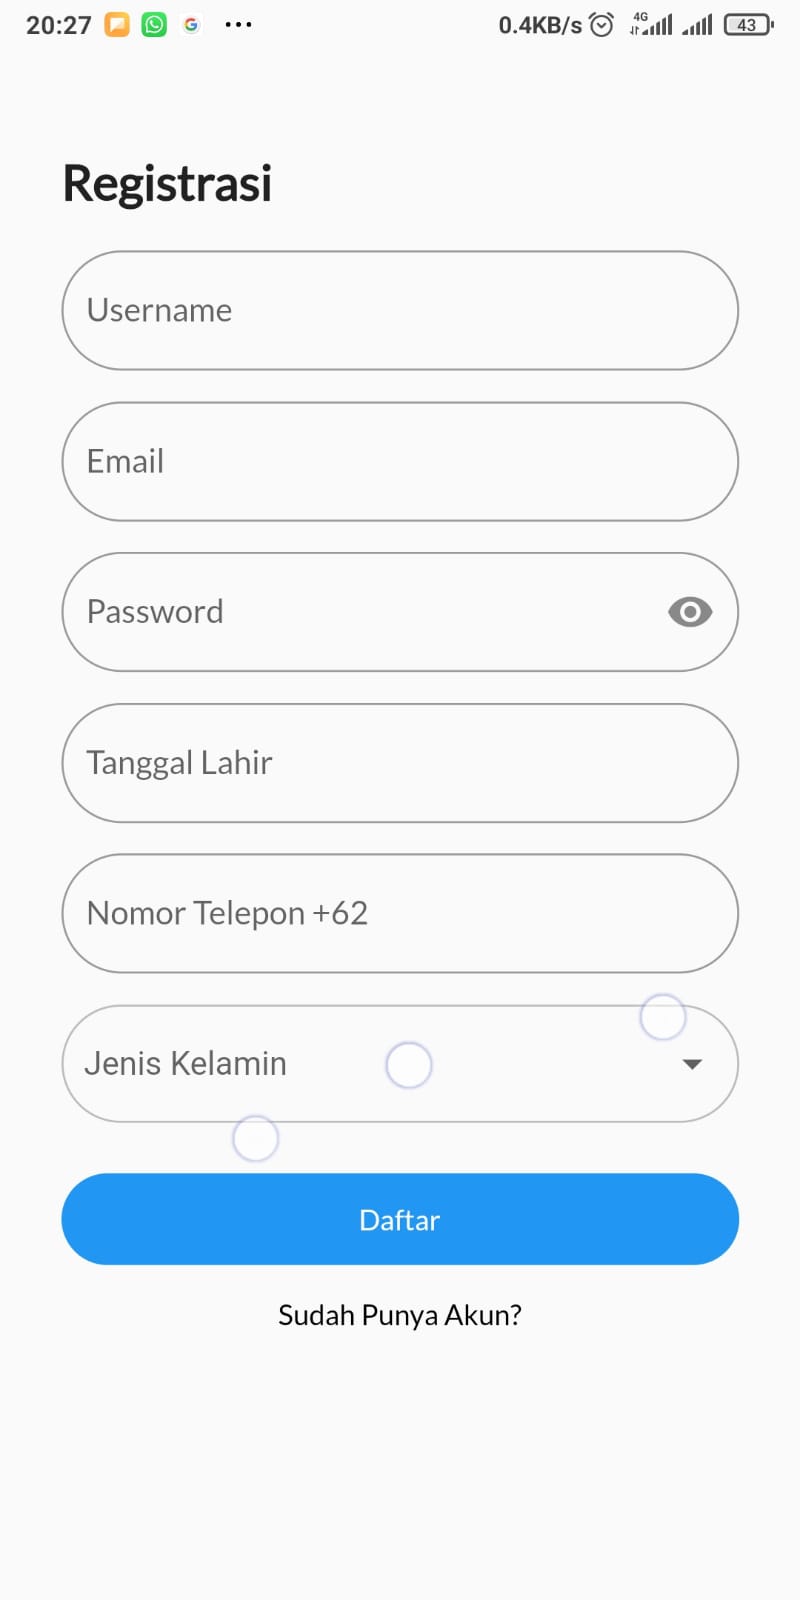 20:27 0.4KB/s 4G 43
Registrasi
Username
Email
Password
Tanggal Lahir
Nomor Telepon +62
Jenis Kelamin
Daftar
Sudah Punya Akun?